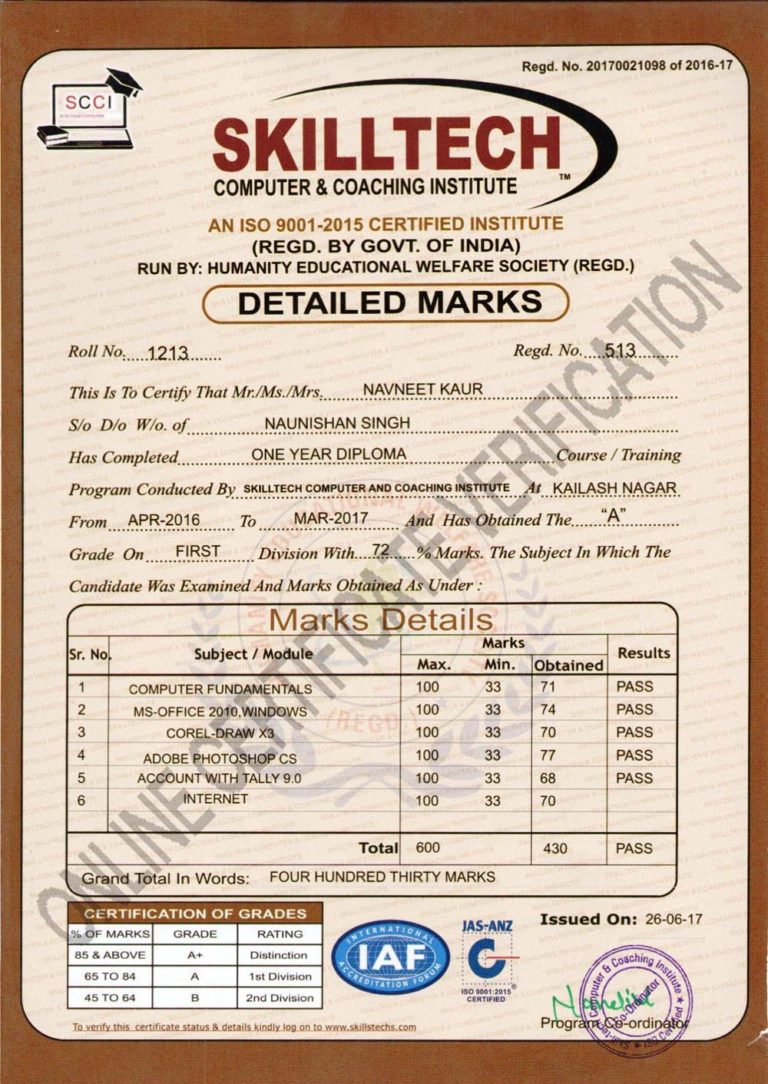 Regd. No. 20170021098 of 2016-17
SCCI
SKILLTECH
TM
COMPUTER & COACHING INSTITUTE
AN ISO 9001-2015 CERTIFIED INSTITUTE
(REGD. BY GOVT. OF INDIA)
RUN BY: HUMANITY EDUCATIONAL WELFARE SOCIETY (REGD.)
DETAILED MARKS
Roll No. 1213 Regd. No. 513
This Is To Certify That Mr./Ms./Mrs. NAVNEET KAUR
S/o D/o W/o. of NAUNISHAN SINGH
Has Completed ONE YEAR DIPLOMA Course / Training
Program Conducted By SKILLTECH COMPUTER AND COACHING INSTITUTE At KAILASH NAGAR
From APR-2016 To MAR-2017 And Has Obtained The "A"
Grade On FIRST Division With 72 % Marks. The Subject In Which The
Candidate Was Examined And Marks Obtained As Under :
Marks Details
Sr. No. Subject / Module Marks Results
Max. Min. Obtained
1 COMPUTER FUNDAMENTALS 100 33 71 PASS
2 MS-OFFICE 2010,WINDOWS 100 33 74 PASS
3 COREL-DRAW X3 100 33 70 PASS
4 ADOBE PHOTOSHOP CS 100 33 77 PASS
5 ACCOUNT WITH TALLY 9.0 100 33 68 PASS
6 INTERNET 100 33 70
Total 600 430 PASS
Grand Total In Words: FOUR HUNDRED THIRTY MARKS
CERTIFICATION OF GRADES
% OF MARKS GRADE RATING
85 & ABOVE A+ Distinction
65 TO 84 A 1st Division
45 TO 64 B 2nd Division
INTERNATIONAL
IAF
ACCREDITATION FORUM
JAS-ANZ
ISO 9001:2015
CERTIFIED
Issued On: 26-06-17
Computer & Coaching Institute
Co-Ordinator
Program Co-ordinator
To verify this certificate status & details kindly log on to www.skilltechs.com
ONLINE CERTIFICATE VERIFICATION
(REGD.)